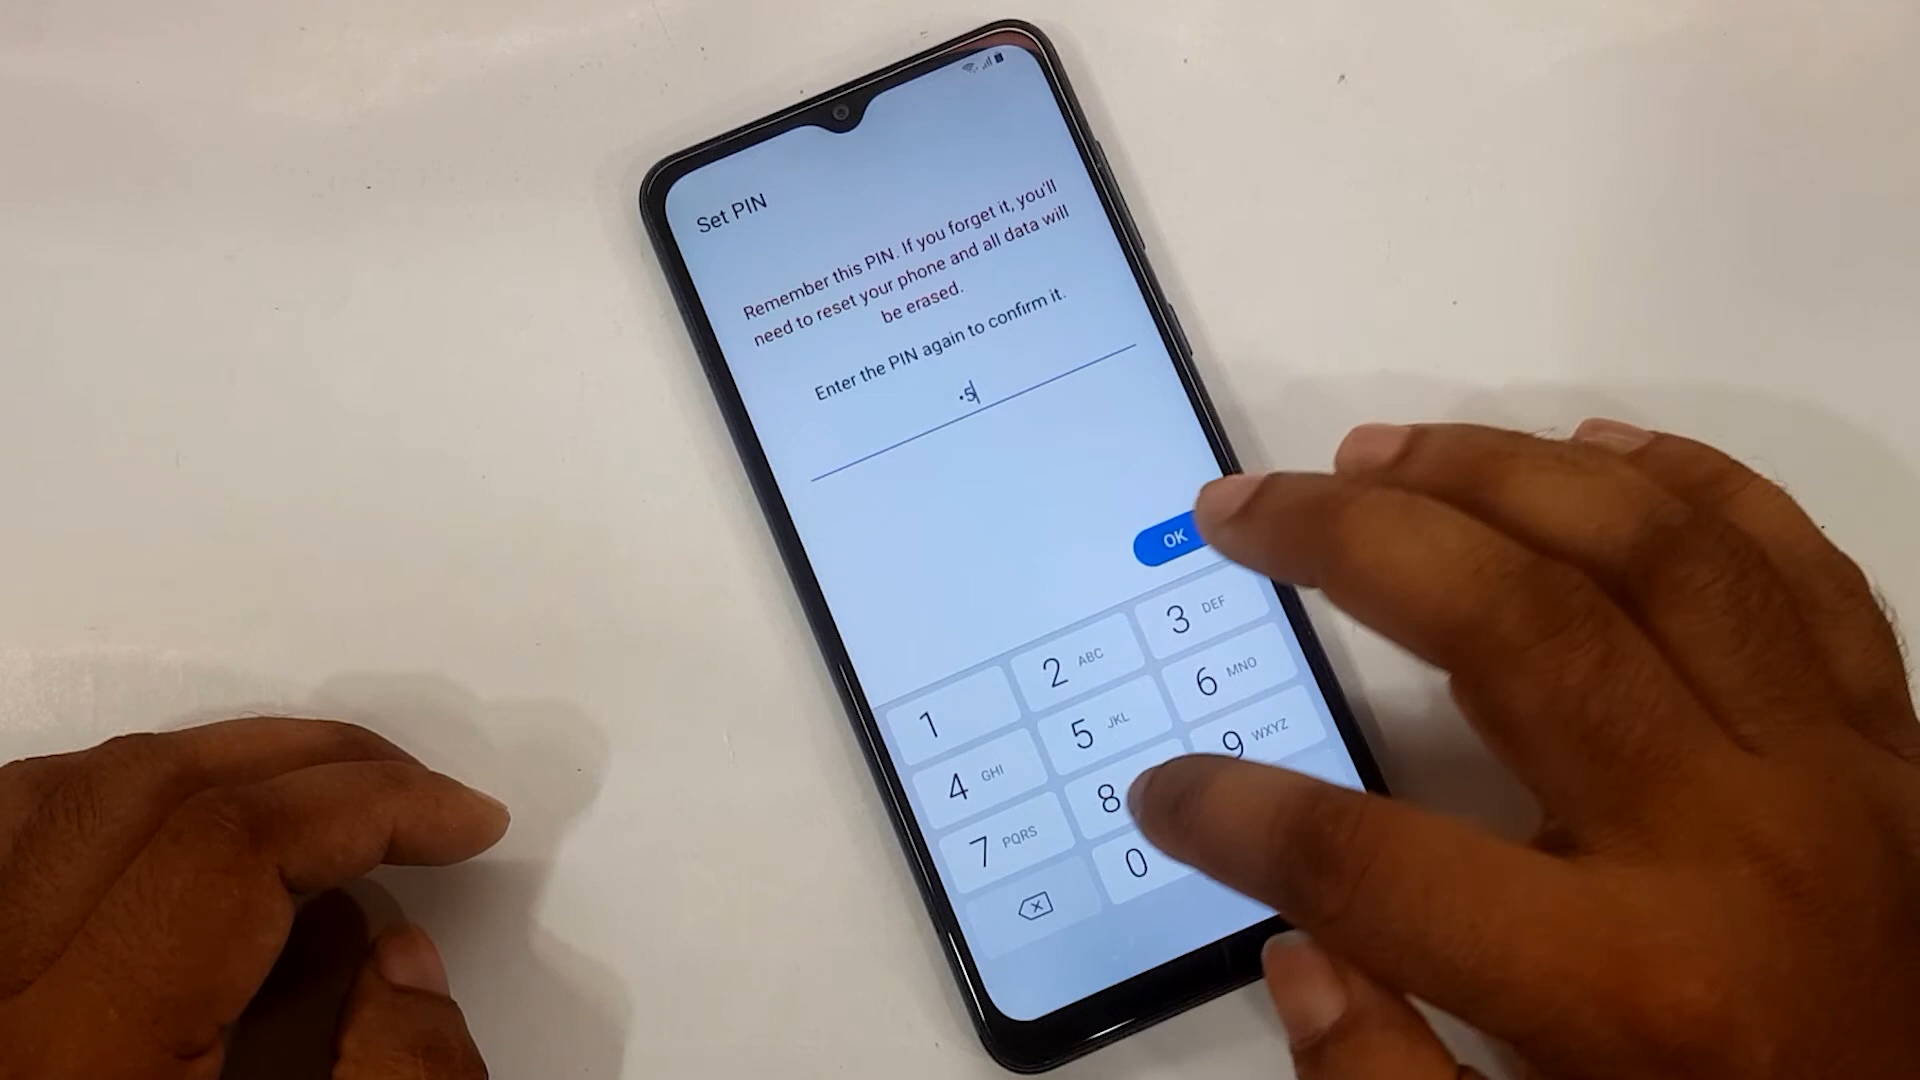 Set PIN
Remember this PIN. If you forget it, you'll
need to reset your phone and all data will
be erased.
Enter the PIN again to confirm it.
•5
OK
1
2 ABC
3 DEF
4 GHI
5 JKL
6 MNO
7 PQRS
8
9 WXYZ
0